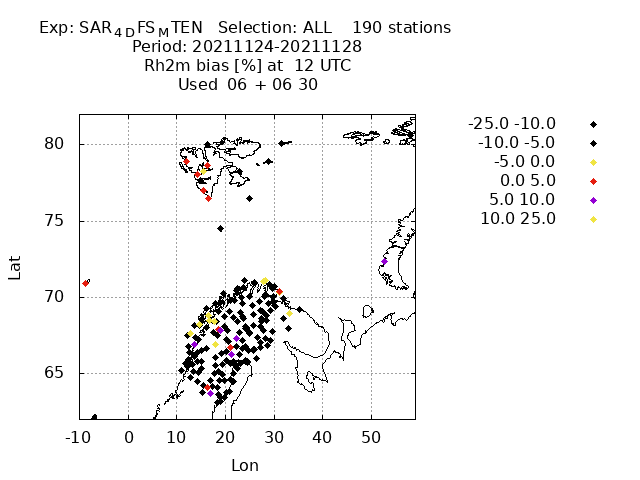 Exp: SAR4DFSMTEN Selection: ALL 190 stations
Period: 20211124-20211128
Rh2m bias [%] at 12 UTC
Used 06 + 06 30
-25.0 -10.0
-10.0 -5.0
-5.0 0.0
0.0 5.0
5.0 10.0
10.0 25.0
80
75
70
65
Lat
-10 0 10 20 30 40 50
Lon